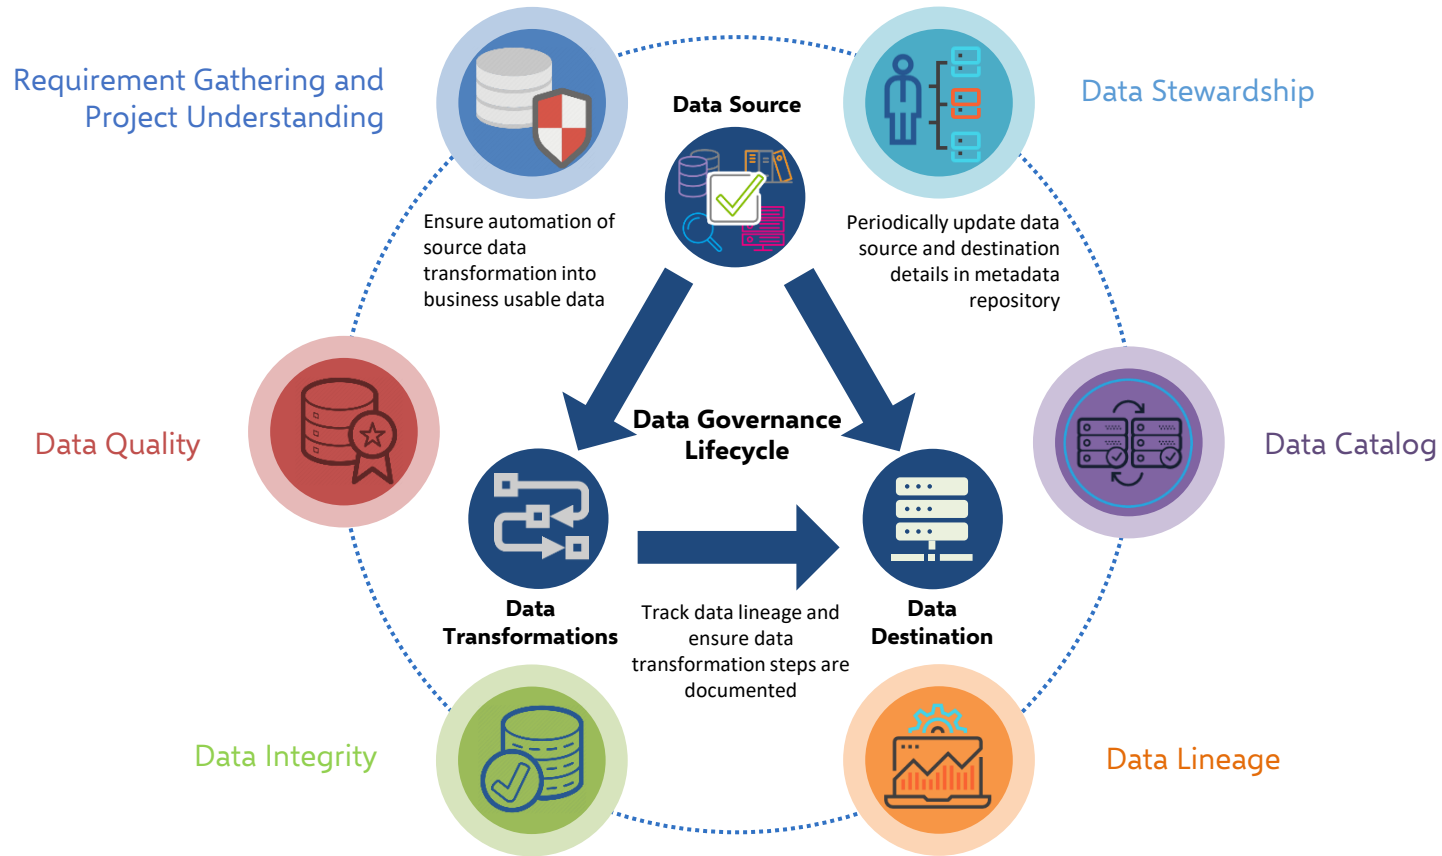 Requirement Gathering and
Project Understanding
Data Source
Data Stewardship
Ensure automation of
source data
transformation into
business usable data
Periodically update data
source and destination
details in metadata
repository
Data Quality
Data Governance
Lifecycle
Data Catalog
Data
Transformations
Track data lineage and
ensure data
transformation steps are
documented
Data
Destination
Data Integrity
Data Lineage